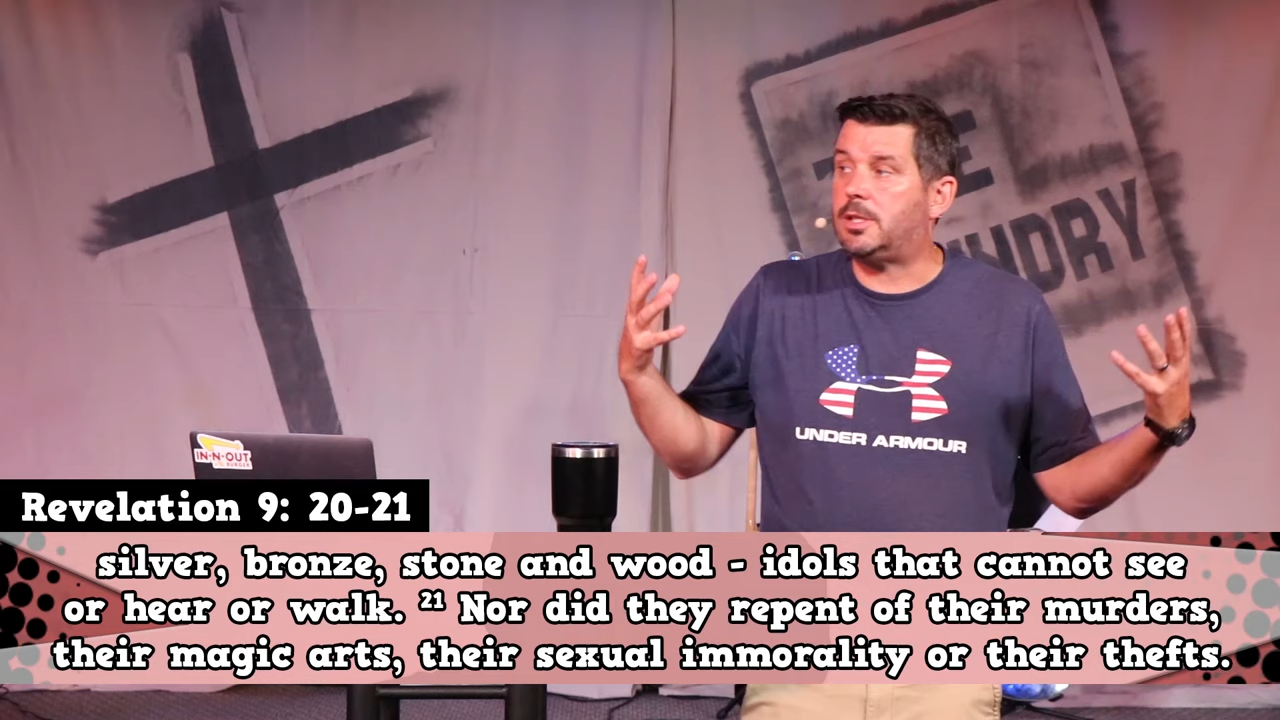 IN-N-OUT
BURGER
UNDER ARMOUR
Revelation 9: 20-21
silver, bronze, stone and wood - idols that cannot see
or hear or walk. ²¹ Nor did they repent of their murders,
their magic arts, their sexual immorality or their thefts.